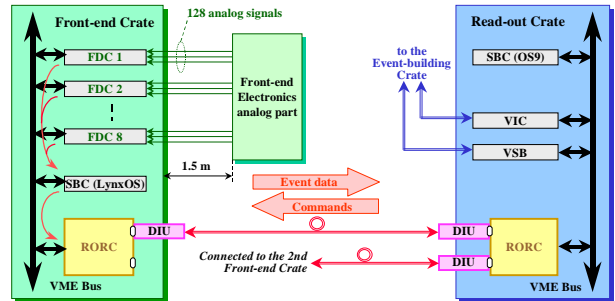 Front-end Crate
128 analog signals
Read-out Crate
FDC 1
FDC 2
FDC 8
SBC (LynxOS)
Front-end
Electronics
analog part
1.5 m
to the
Event-building
Crate
SBC (OS9)
VIC
VSB
Event data
Commands
RORC
DIU
DIU
DIU
RORC
Connected to the 2nd
Front-end Crate
VME Bus
VME Bus